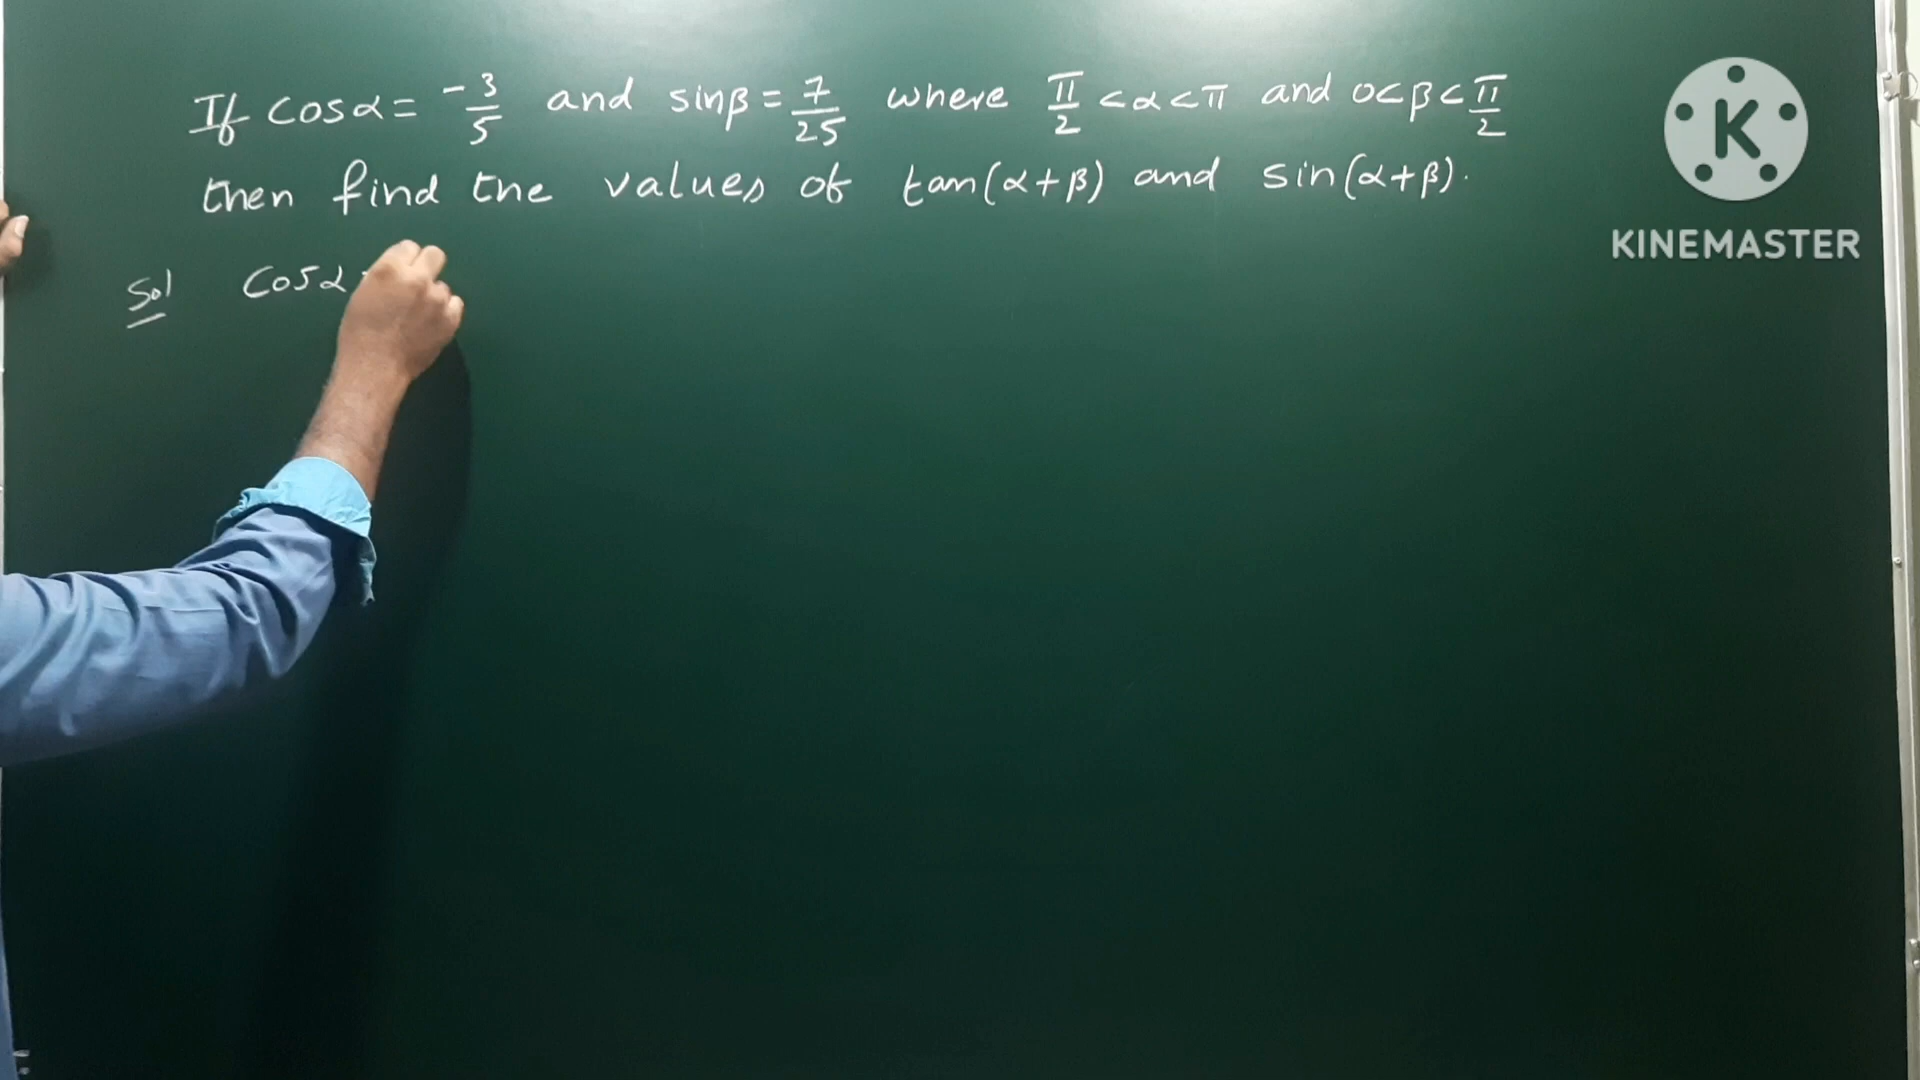 If cosα = -3/5 and sinβ = 7/25 where π/2 < α < π and 0 < β < π/2
then find the values of tan(α+β) and sin(α+β).
Sol cosα
K
KINEMASTER